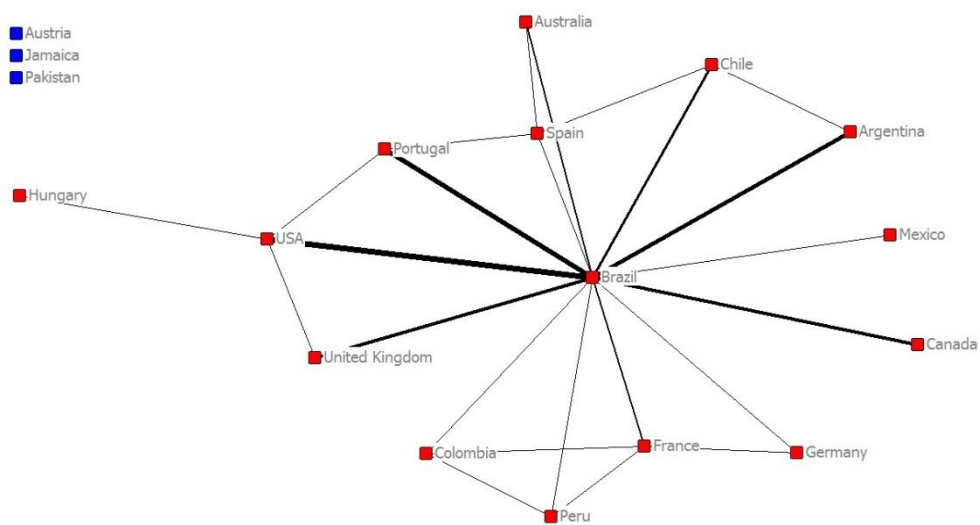 Austria
Jamaica
Pakistan
Australia
Chile
Argentina
Spain
Portugal
Hungary
USA
Mexico
Brazil
Canada
United Kingdom
Colombia
France
Germany
Peru